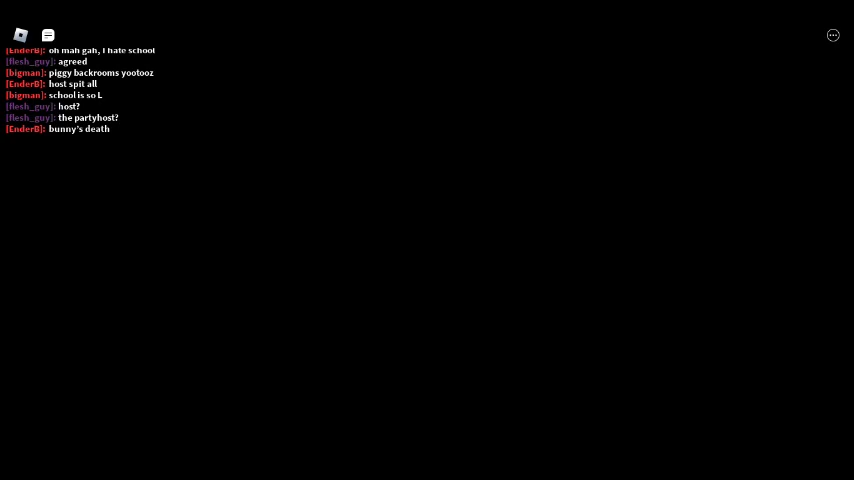 [EnderB]: oh mah gah, I hate school
[flesh_guy]: agreed
[bigman]: piggy backrooms yootooz
[EnderB]: host spit all
[bigman]: school is so L
[flesh_guy]: host?
[flesh_guy]: the partyhost?
[EnderB]: bunny's death